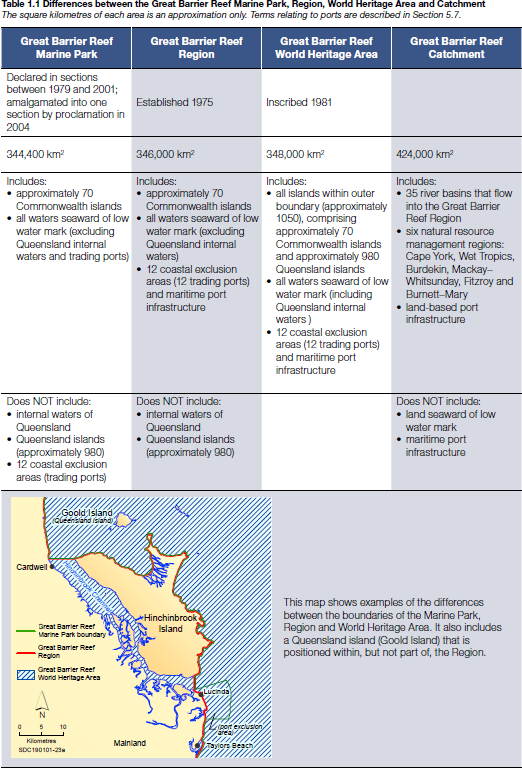 Table 1.1 Differences between the Great Barrier Reef Marine Park, Region, World Heritage Area and Catchment
The square kilometres of each area is an approximation only. Terms relating to ports are described in Section 5.7.
Great Barrier Reef
Marine Park
Great Barrier Reef
Region
Great Barrier Reef
World Heritage Area
Great Barrier Reef
Catchment
Declared in sections
between 1979 and 2001;
amalgamated into one
section by proclamation in
2004
Established 1975
Inscribed 1981
344,400 km²
346,000 km²
348,000 km²
424,000 km²
Includes:
• approximately 70
Commonwealth islands
• all waters seaward of low
water mark (excluding
Queensland internal
waters and trading ports)
Includes:
• approximately 70
Commonwealth islands
• all waters seaward of low
water mark (excluding
Queensland internal
waters)
• 12 coastal exclusion
areas (12 trading ports)
and maritime port
infrastructure
Includes:
• all islands within outer
boundary (approximately
1050), comprising
approximately 70
Commonwealth islands
and approximately 980
Queensland islands
• all waters seaward of low
water mark (including
Queensland internal
waters )
• 12 coastal exclusion
areas (12 trading ports)
and maritime port
infrastructure
Includes:
• 35 river basins that flow
into the Great Barrier
Reef Region
• six natural resource
management regions:
Cape York, Wet Tropics,
Burdekin, Mackay–
Whitsunday, Fitzroy and
Burnett–Mary
• land-based port
infrastructure
Does NOT include:
• internal waters of
Queensland
• Queensland islands
(approximately 980)
• 12 coastal exclusion
areas (trading ports)
Does NOT include:
• internal waters of
Queensland
• Queensland islands
(approximately 980)
Does NOT include:
• land seaward of low
water mark
• maritime port
infrastructure
Goold Island
(Queensland Island)
Cardwell
Hinchinbrook
Island
Great Barrier Reef
Marine Park boundary
Great Barrier Reef
Region
Great Barrier Reef
World Heritage Area
Lucinda
(port exclusion
area)
Taylors Beach
Mainland
N
0 5 10
Kilometres
SDC190101-23a
This map shows examples of the differences
between the boundaries of the Marine Park,
Region and World Heritage Area. It also includes
a Queensland island (Goold Island) that is
positioned within, but not part of, the Region.